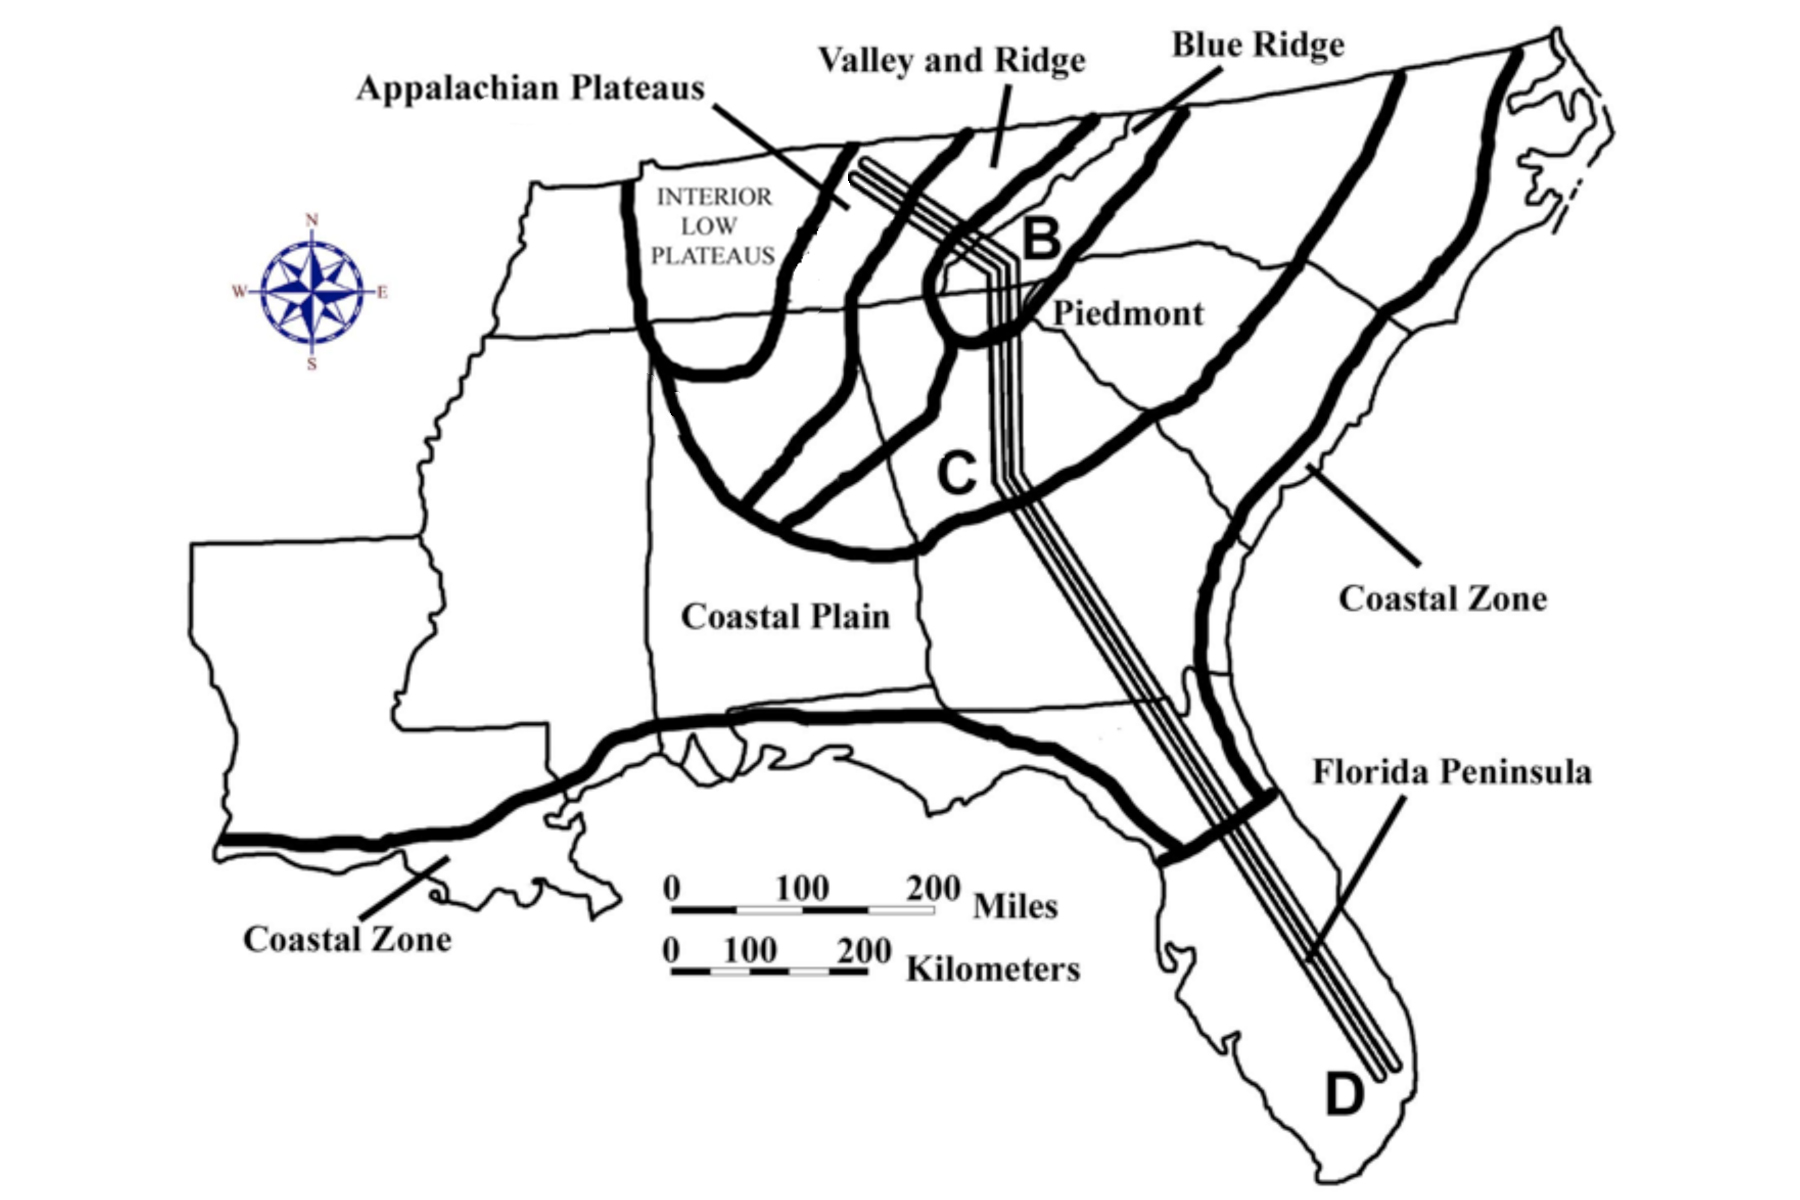 Blue Ridge
Valley and Ridge
Appalachian Plateaus
INTERIOR
LOW
PLATEAUS
N
W
E
S
B
Piedmont
C
Coastal Zone
Coastal Plain
Florida Peninsula
0 100 200
Miles
Coastal Zone
0 100 200
Kilometers
D